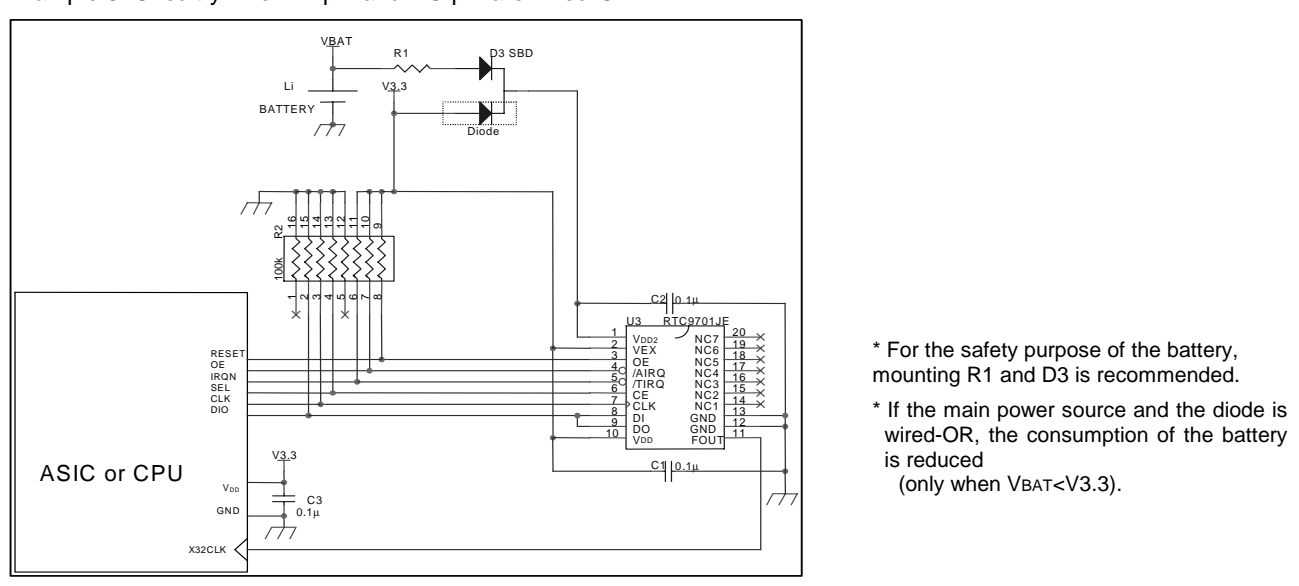 VBAT
R1
D3 SBD
Li
V3.3
BATTERY
Diode
16
15
14
13
12
11
10
9
R2
100k
1
2
3
4
5
6
7
8
C2
0.1µ
U3
RTC9701JE
1
VDD2
NC7
20
2
VEX
NC6
19
3
OE
NC5
18
4
/AIRQ
NC4
17
5
/TIRQ
NC3
16
6
CE
NC2
15
7
CLK
NC1
14
8
DI
GND
13
9
DO
GND
12
10
VDD
FOUT
11
RESET
OE
IRQN
SEL
CLK
DIO
C1
0.1µ
ASIC or CPU
V3.3
VDD
C3
GND
0.1µ
X32CLK
* For the safety purpose of the battery,
mounting R1 and D3 is recommended.
* If the main power source and the diode is
wired-OR, the consumption of the battery
is reduced
(only when VBAT<V3.3).